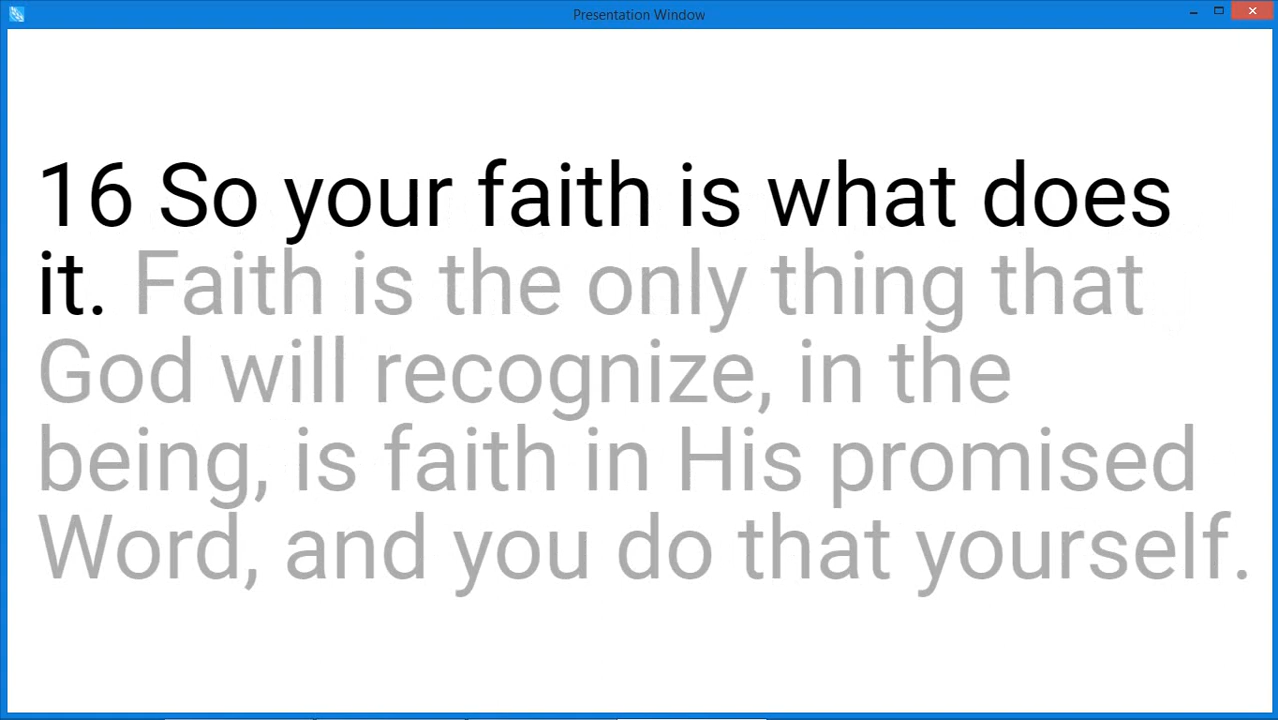 Presentation Window
16 So your faith is what does
it. Faith is the only thing that
God will recognize, in the
being, is faith in His promised
Word, and you do that yourself.